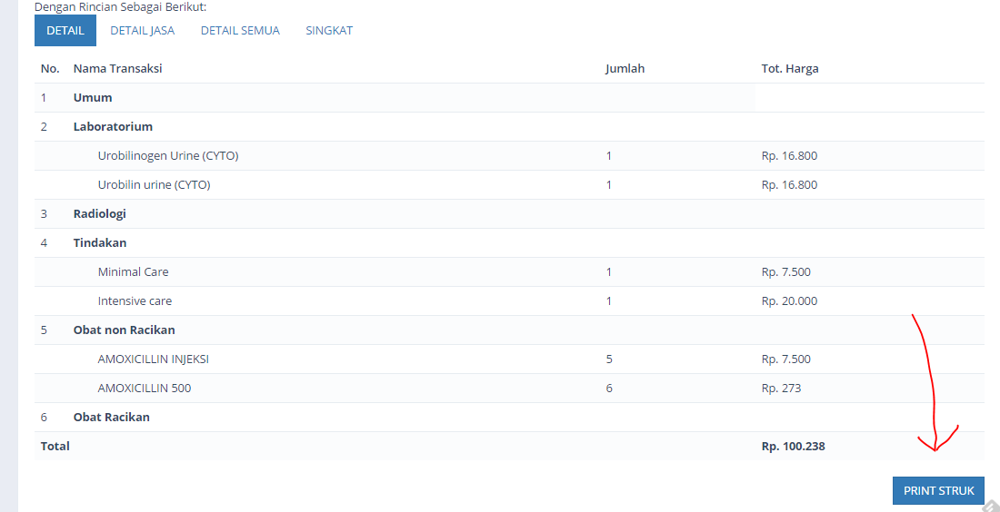 Dengan Rincian Sebagai Berikut:
DETAIL DETAIL JASA DETAIL SEMUA SINGKAT
No. Nama Transaksi Jumlah Tot. Harga
1 Umum
2 Laboratorium
Urobilinogen Urine (CYTO) 1 Rp. 16.800
Urobilin urine (CYTO) 1 Rp. 16.800
3 Radiologi
4 Tindakan
Minimal Care 1 Rp. 7.500
Intensive care 1 Rp. 20.000
5 Obat non Racikan
AMOXICILLIN INJEKSI 5 Rp. 7.500
AMOXICILLIN 500 6 Rp. 273
6 Obat Racikan
Total Rp. 100.238
PRINT STRUK